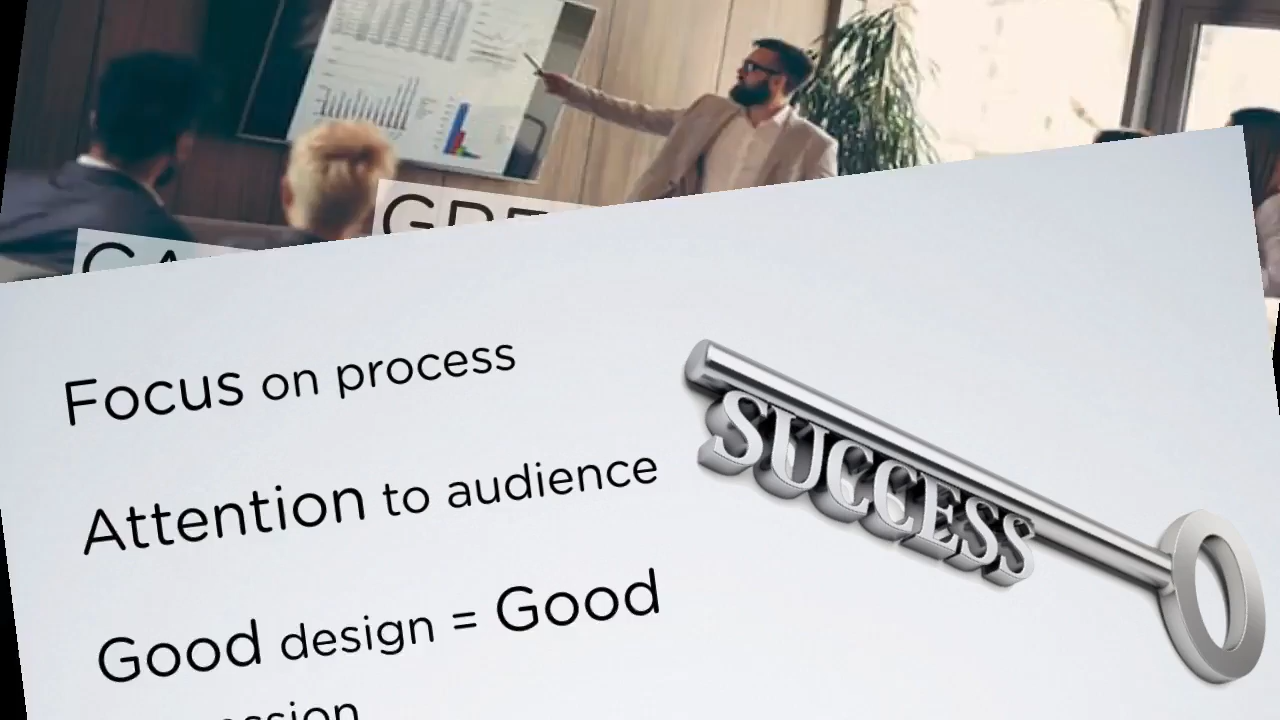 Focus on process
Attention to audience
Good design = Good
SUCCESS